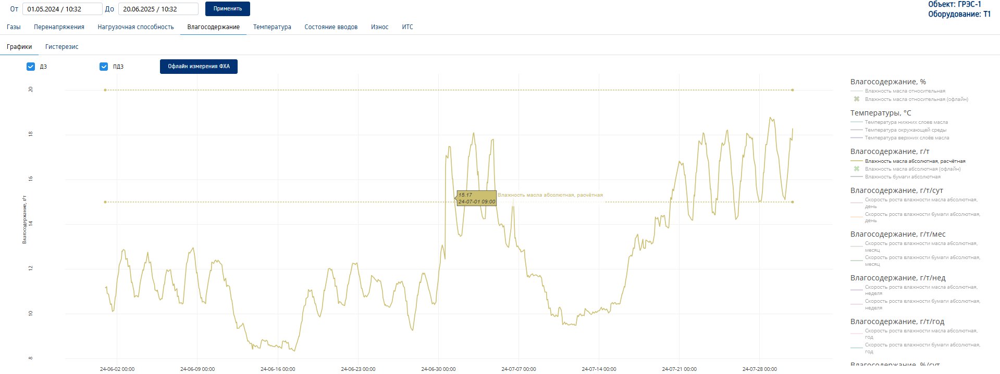 От 01.05.2024 / 10:32 До 20.06.2025 / 10:32 Применить
Объект: ГРЭС-1
Оборудование: Т1
Газы Перенапряжения Нагрузочная способность Влагосодержание Температура Состояние вводов Износ ИТС
Графики Гистерезис
ДЗ ПДЗ Офлайн измерения ФХА
Влагосодержание, г/т
20
18
16
14
12
10
8
15.17
24-07-01 09:00
Влажность масла абсолютная, расчётная
24-06-02 00:00 24-06-09 00:00 24-06-16 00:00 24-06-23 00:00 24-06-30 00:00 24-07-07 00:00 24-07-14 00:00 24-07-21 00:00 24-07-28 00:00
Влагосодержание, %
Влажность масла относительная
Влажность масла относительная (офлайн)
Температуры, °C
Температура нижних слоев масла
Температура окружающей среды
Температура верхних слоёв масла
Влагосодержание, г/т
Влажность масла абсолютная, расчётная
Влажность масла абсолютная (офлайн)
Влажность бумаги абсолютная
Влагосодержание, г/т/сут
Скорость роста влажности масла абсолютная,
день
Скорость роста влажности бумаги абсолютная,
день
Влагосодержание, г/т/мес
Скорость роста влажности масла абсолютная,
месяц
Скорость роста влажности бумаги абсолютная,
месяц
Влагосодержание, г/т/нед
Скорость роста влажности масла абсолютная,
неделя
Скорость роста влажности бумаги абсолютная,
неделя
Влагосодержание, г/т/год
Скорость роста влажности масла абсолютная,
год
Скорость роста влажности бумаги абсолютная,
год
Влагосодержание, %/сут